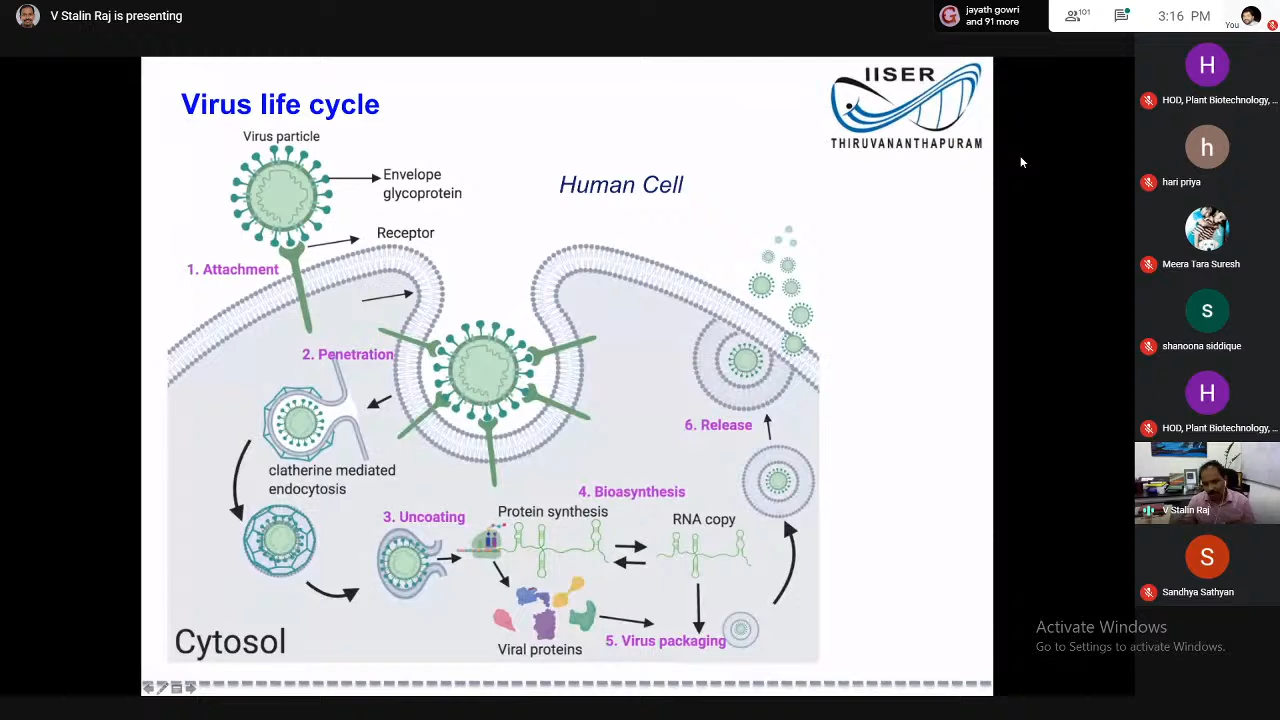 V Stalin Raj is presenting
jayath gowri
and 91 more
101
3:16 PM
You
Virus life cycle
IISER
THIRUVANANTHAPURAM
Virus particle
Envelope
glycoprotein
Human Cell
Receptor
1. Attachment
2. Penetration
6. Release
clatherine mediated
endocytosis
4. Bioasynthesis
3. Uncoating
Protein synthesis
RNA copy
5. Virus packaging
Viral proteins
Cytosol
H
HOD, Plant Biotechnology, ...
h
hari priya
Meera Tara Suresh
s
shanoona siddique
H
HOD, Plant Biotechnology, ...
V Stalin Raj
S
Sandhya Sathyan
Activate Windows
Go to Settings to activate Windows.